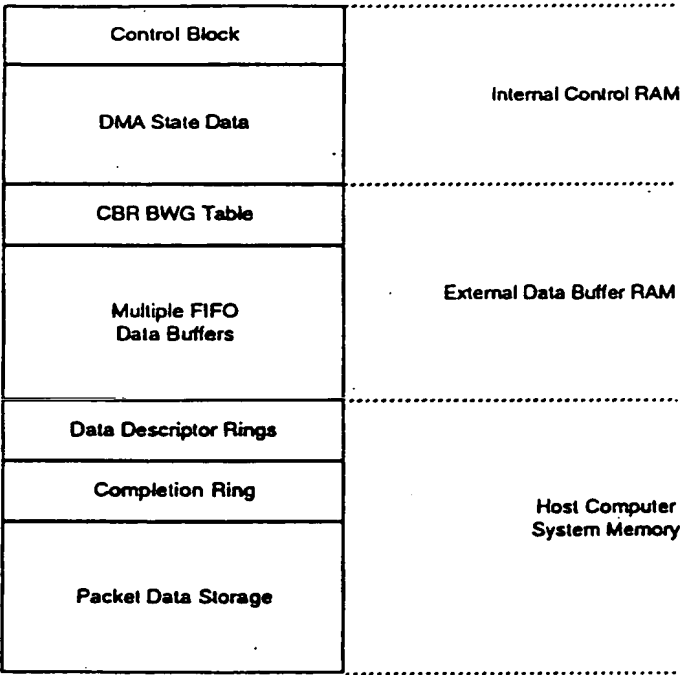 Control Block
Internal Control RAM
DMA State Data
CBR BWG Table
External Data Buffer RAM
Multiple FIFO
Data Buffers
Data Descriptor Rings
Completion Ring
Host Computer
System Memory
Packet Data Storage